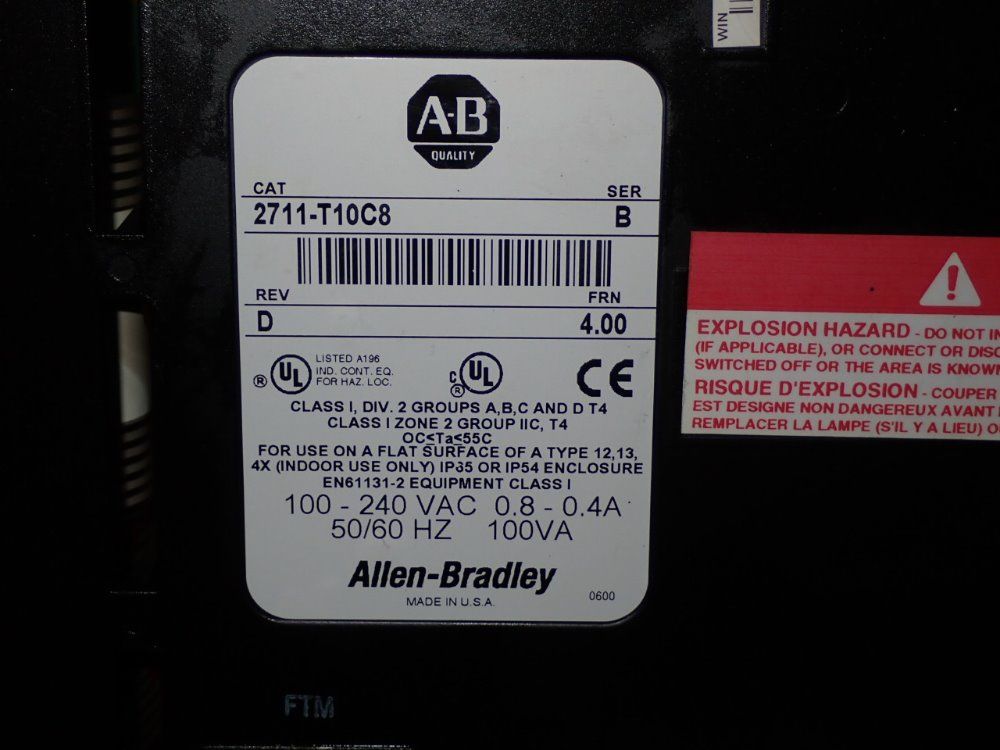 WIN
A-B
QUALITY
CAT SER
2711-T10C8 B
REV FRN
D 4.00
® UL LISTED A196
IND. CONT. EQ.
FOR HAZ. LOC.
C UL ®
CE
CLASS I, DIV. 2 GROUPS A,B,C AND D T4
CLASS I ZONE 2 GROUP IIC, T4
OC≤Ta≤55C
FOR USE ON A FLAT SURFACE OF A TYPE 12,13,
4X (INDOOR USE ONLY) IP65 OR IP54 ENCLOSURE
EN61131-2 EQUIPMENT CLASS I
100 - 240 VAC 0.8 - 0.4A
50/60 HZ 100VA
Allen-Bradley
MADE IN U.S.A. 0600
EXPLOSION HAZARD - DO NOT
(IF APPLICABLE), OR CONNECT OR
SWITCHED OFF OR THE AREA IS
RISQUE D'EXPLOSION - COUPER
EST DESIGNE NON DANGEREUX AVANT
REMPLACER LA LAMPE (S'IL Y A LIEU)
FTM